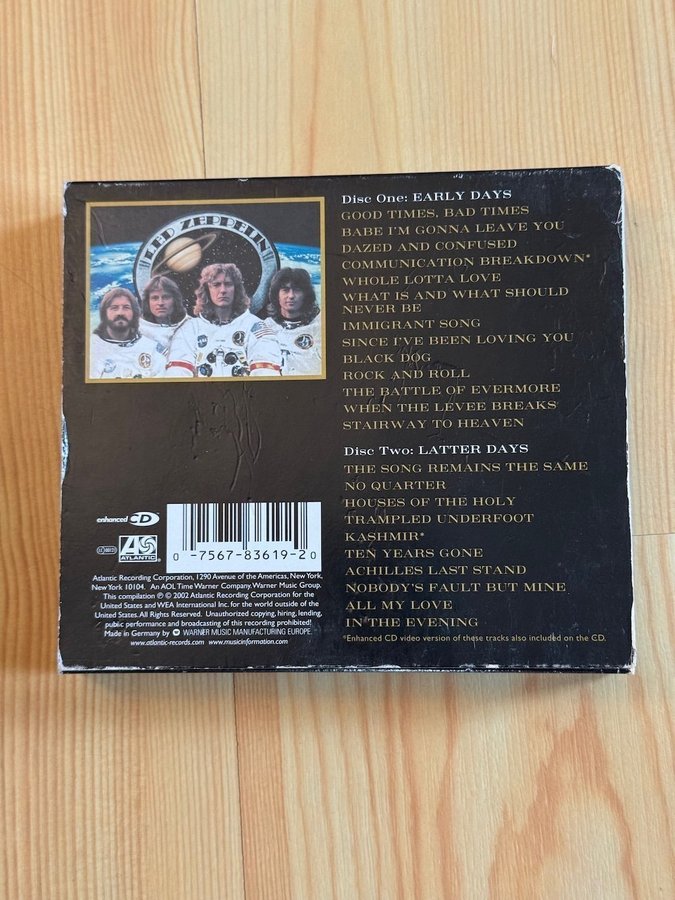 LED ZEPPELIN
Disc One: EARLY DAYS
GOOD TIMES, BAD TIMES
BABE I'M GONNA LEAVE YOU
DAZED AND CONFUSED
COMMUNICATION BREAKDOWN*
WHOLE LOTTA LOVE
WHAT IS AND WHAT SHOULD
NEVER BE
IMMIGRANT SONG
SINCE I'VE BEEN LOVING YOU
BLACK DOG
ROCK AND ROLL
THE BATTLE OF EVERMORE
WHEN THE LEVEE BREAKS
STAIRWAY TO HEAVEN
Disc Two: LATTER DAYS
THE SONG REMAINS THE SAME
NO QUARTER
HOUSES OF THE HOLY
TRAMPLED UNDERFOOT
KASHMIR*
TEN YEARS GONE
ACHILLES LAST STAND
NOBODY'S FAULT BUT MINE
ALL MY LOVE
IN THE EVENING
*Enhanced CD video version of these tracks also included on the CD.
enhanced CD
ATLANTIC
0 -7567-83619-2 0
Atlantic Recording Corporation, 1290 Avenue of the Americas, New York,
New York 10104. An AOL Time Warner Company. Warner Music Group.
This compilation ℗ © 2002 Atlantic Recording Corporation for the
United States and WEA International Inc. for the world outside of the
United States. All Rights Reserved. Unauthorized copying, hiring, lending,
public performance and broadcasting of this recording prohibited!
Made in Germany by WARNER MUSIC MANUFACTURING EUROPE.
www.atlantic-records.com www.musicinformation.com